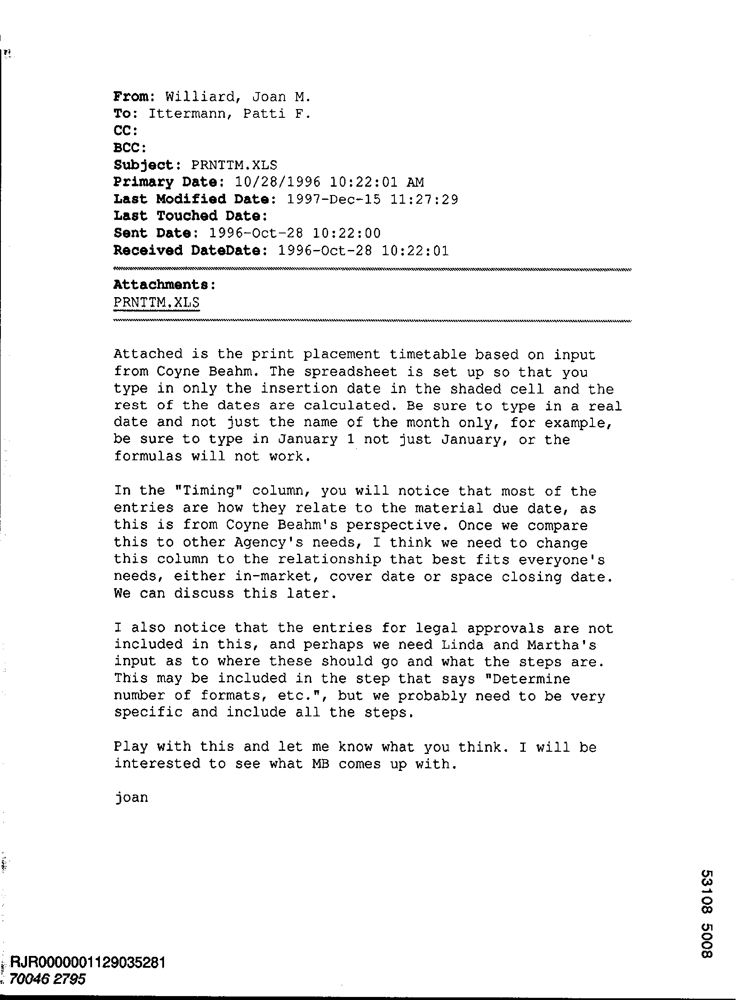 From: Williard, Joan M.
To: Ittermann, Patti F.
CC:
BCC:
Subject: PRNTTM.XLS
Primary Date: 10/28/1996 10:22:01 AM
Last Modified Date: 1997-Dec-15 11:27:29
Last Touched Date:
Sent Date: 1996-Oct-28 10:22:00
Received DateDate: 1996-Oct-28 10:22:01
Attachments:
PRNTTM.XLS
Attached is the print placement timetable based on input
from Coyne Beahm. The spreadsheet is set up so that you
type in only the insertion date in the shaded cell and the
rest of the dates are calculated. Be sure to type in a real
date and not just the name of the month only, for example,
be sure to type in January 1 not just January, or the
formulas will not work.
In the "Timing" column, you will notice that most of the
entries are how they relate to the material due date, as
this is from Coyne Beahm's perspective. Once we compare
this to other Agency's needs, I think we need to change
this column to the relationship that best fits everyone's
needs, either in-market, cover date or space closing date.
We can discuss this later.
I also notice that the entries for legal approvals are not
included in this, and perhaps we need Linda and Martha's
input as to where these should go and what the steps are.
This may be included in the step that says "Determine
number of formats, etc.", but we probably need to be very
specific and include all the steps.
Play with this and let me know what you think. I will be
interested to see what MB comes up with.
joan
53108 5008
RJR0000001129035281
70046 2795